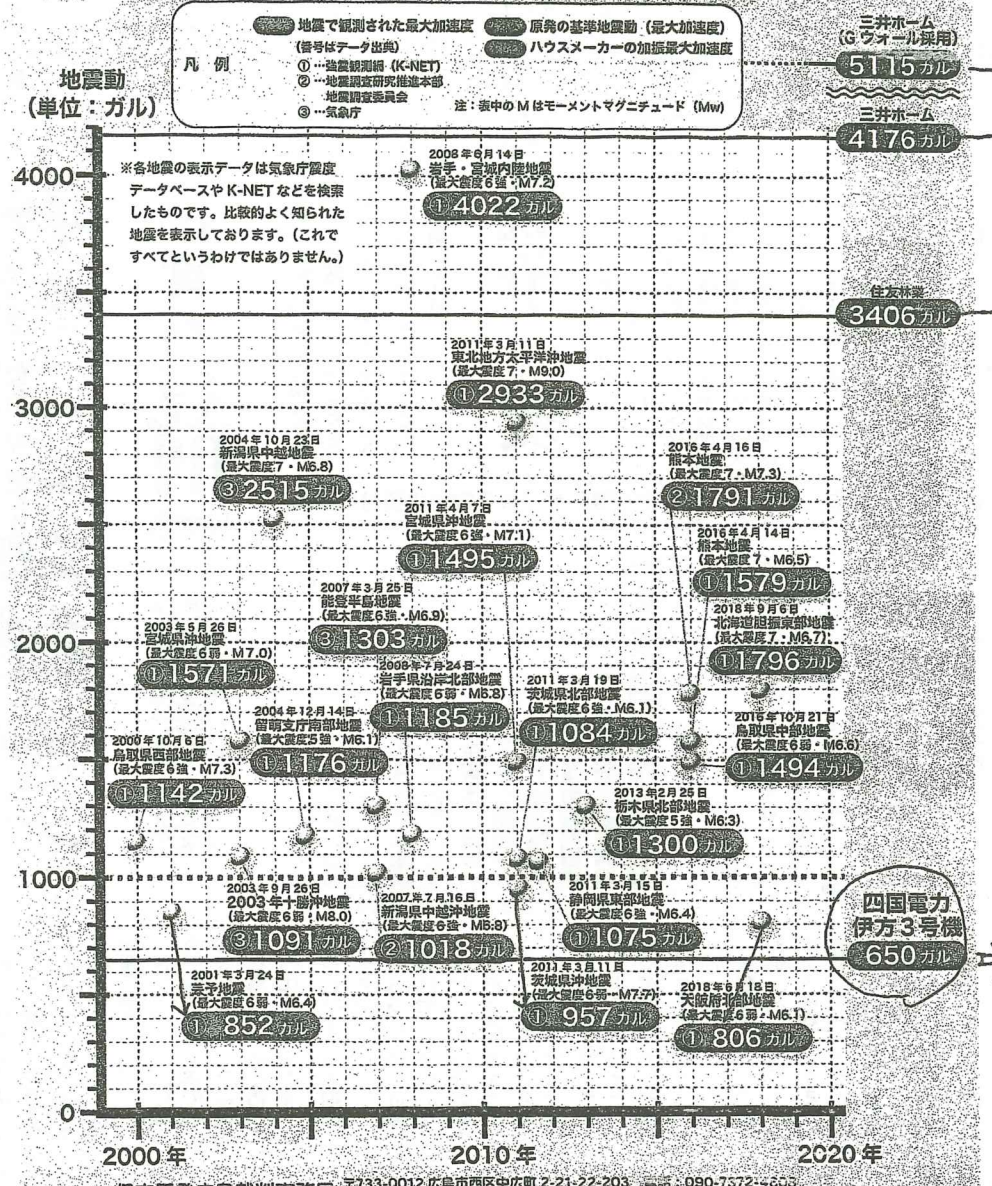 地震で観測された最大加速度
原発の基準地震動(最大加速度)
(番号はデータ出典)
ハウスメーカーの加振最大加速度
凡例
①…強震観測網(K-NET)
②…地震調査研究推進本部
地震調査委員会
③…気象庁
注:表中のMはモーメントマグニチュード(Mw)
三井ホーム
(Gウォール採用)
5115ガル
三井ホーム
4176ガル
住友林業
3406ガル
地震動
(単位:ガル)
4000
3000
2000
1000
0
※各地震の表示データは気象庁震度
データベースやK-NETなどを検索
したものです。比較的よく知られた
地震を表示しております。(これで
すべてというわけではありません。)
2008年6月14日
岩手・宮城内陸地震
(最大震度6強・M7.2)
①4022ガル
2011年3月11日
東北地方太平洋沖地震
(最大震度7・M9.0)
①2933ガル
2004年10月23日
新潟県中越地震
(最大震度7・M6.8)
③2515ガル
2016年4月16日
熊本地震
(最大震度7・M7.3)
②1791ガル
2011年4月7日
宮城県沖地震
(最大震度6強・M7.1)
①1495ガル
2016年4月14日
熊本地震
(最大震度7・M6.5)
①1579ガル
2007年3月25日
能登半島地震
(最大震度6強・M6.9)
③1303ガル
2018年9月6日
北海道胆振東部地震
(最大震度7・M6.7)
①1796ガル
2003年5月26日
宮城県沖地震
(最大震度6弱・M7.0)
①1571ガル
2008年7月24日
岩手県沿岸北部地震
(最大震度6弱・M6.8)
①1185ガル
2011年3月19日
茨城県北部地震
(最大震度6強・M6.1)
①1084ガル
2004年12月14日
留萌支庁南部地震
(最大震度5強・M6.1)
①1176ガル
2016年10月21日
鳥取県中部地震
(最大震度6弱・M6.6)
①1494ガル
2000年10月6日
鳥取県西部地震
(最大震度6強・M7.3)
①1142ガル
2013年2月25日
栃木県北部地震
(最大震度5強・M6.3)
①1300ガル
2003年9月26日
2003年十勝沖地震
(最大震度6弱・M8.0)
③1091ガル
2007年7月16日
新潟県中越沖地震
(最大震度6強・M6.8)
②1018ガル
2011年3月15日
静岡県東部地震
(最大震度6強・M6.4)
①1075ガル
四国電力
伊方3号機
650ガル
2001年3月24日
芸予地震
(最大震度6弱・M6.4)
①852ガル
2011年3月11日
茨城県沖地震
(最大震度6弱・M7.7)
①957ガル
2018年6月18日
大阪府北部地震
(最大震度6弱・M6.1)
①806ガル
2000年
2010年
2020年
〒733-0012 広島市西区中広町2-21-22-203